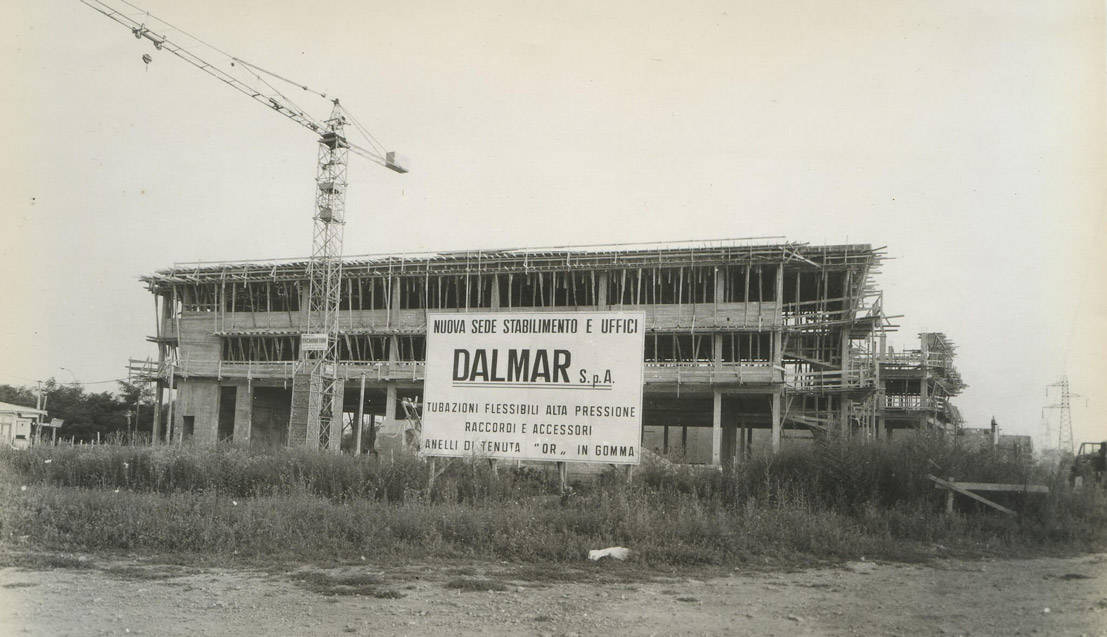 NUOVA SEDE STABILIMENTO E UFFICI
DALMAR S.p.A.
TUBAZIONI FLESSIBILI ALTA PRESSIONE
RACCORDI E ACCESSORI
ANELLI DI TENUTA "OR„ IN GOMMA